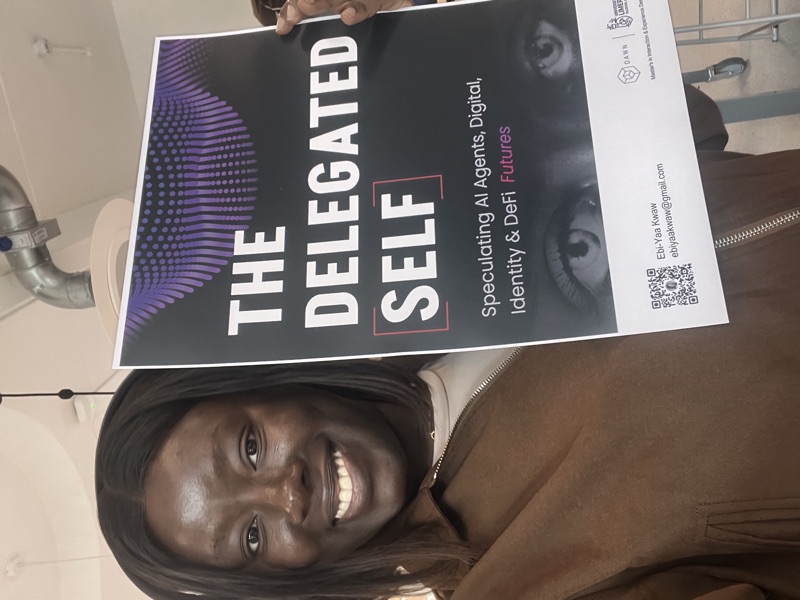 THE
DELEGATED
SELF
Speculating AI Agents, Digital,
Identity & DeFi Futures
Ebi-Yaa Kwaw
ebiyaakwaw@gmail.com
DAWN
Master's in Interaction & Experience